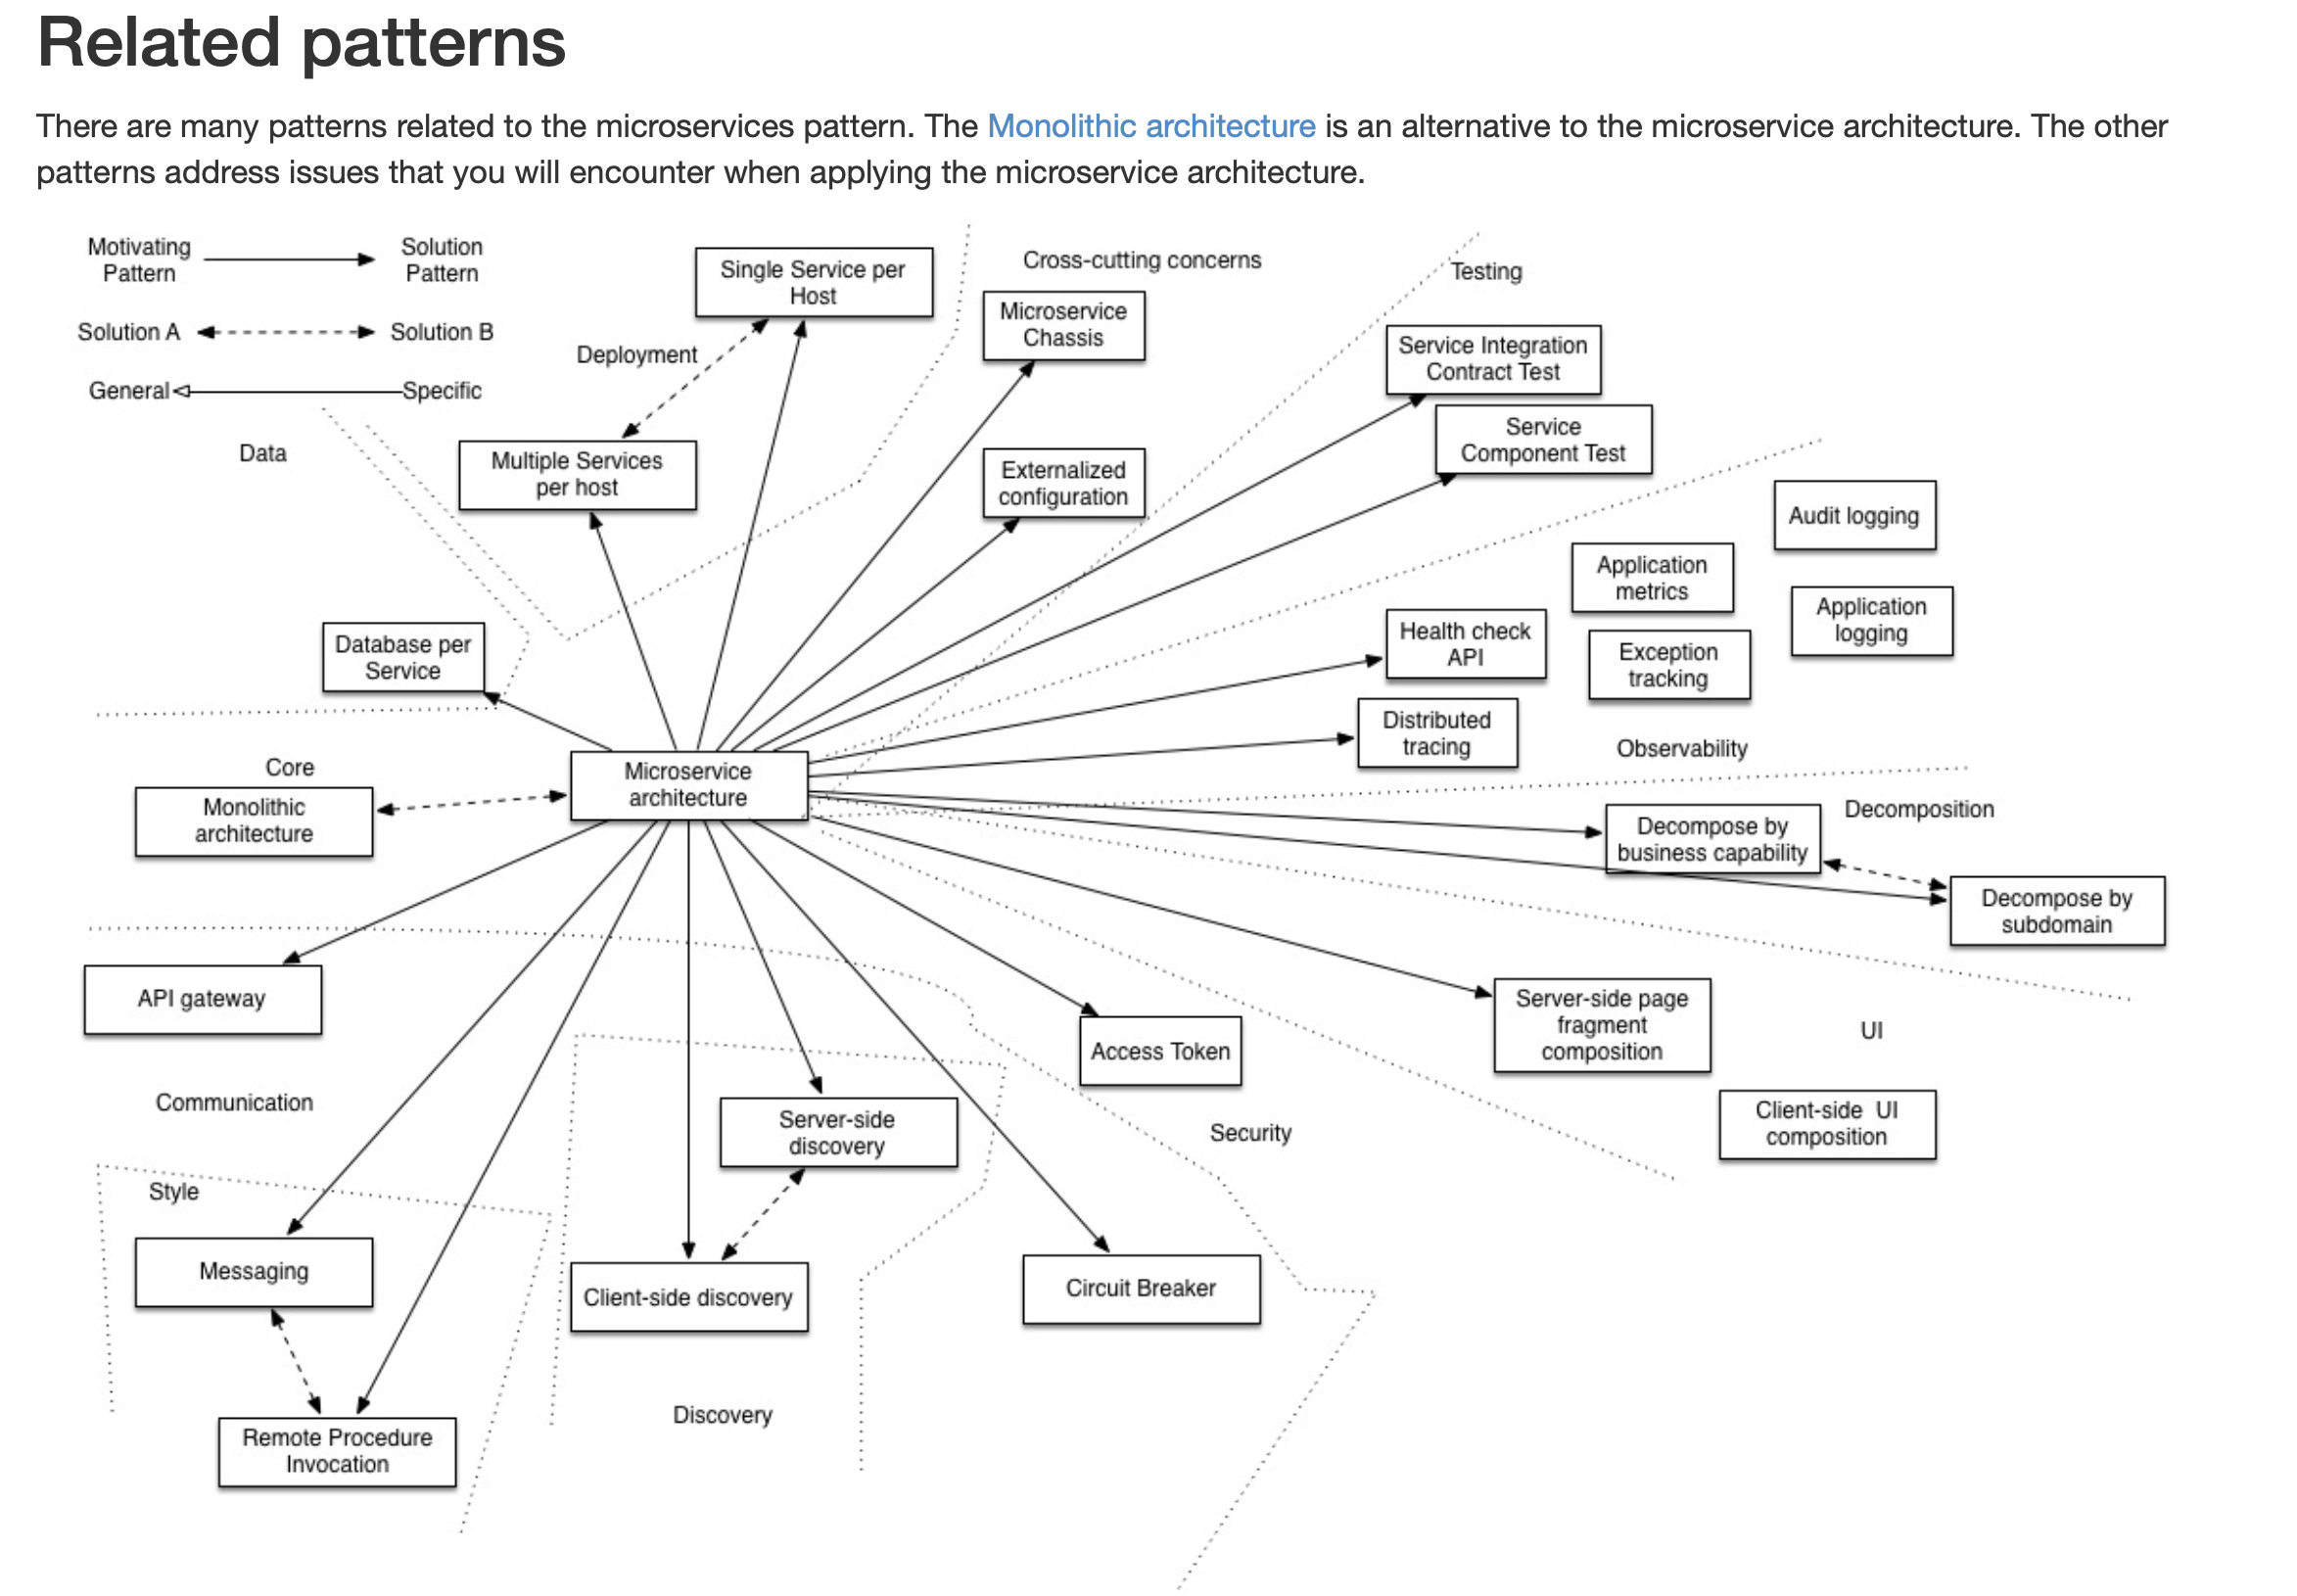 Related patterns
There are many patterns related to the microservices pattern. The Monolithic architecture is an alternative to the microservice architecture. The other
patterns address issues that you will encounter when applying the microservice architecture.
Motivating
Pattern
Solution
Pattern
Solution A
Solution B
General
Specific
Single Service per
Host
Deployment
Multiple Services
per host
Cross-cutting concerns
Microservice
Chassis
Externalized
configuration
Testing
Service Integration
Contract Test
Service
Component Test
Data
Database per
Service
Audit logging
Application
metrics
Application
logging
Health check
API
Exception
tracking
Distributed
tracing
Observability
Core
Monolithic
architecture
Microservice
architecture
Decomposition
Decompose by
business capability
Decompose by
subdomain
API gateway
Communication
Access Token
Security
Server-side page
fragment
composition
UI
Client-side UI
composition
Server-side
discovery
Client-side discovery
Discovery
Circuit Breaker
Style
Messaging
Remote Procedure
Invocation